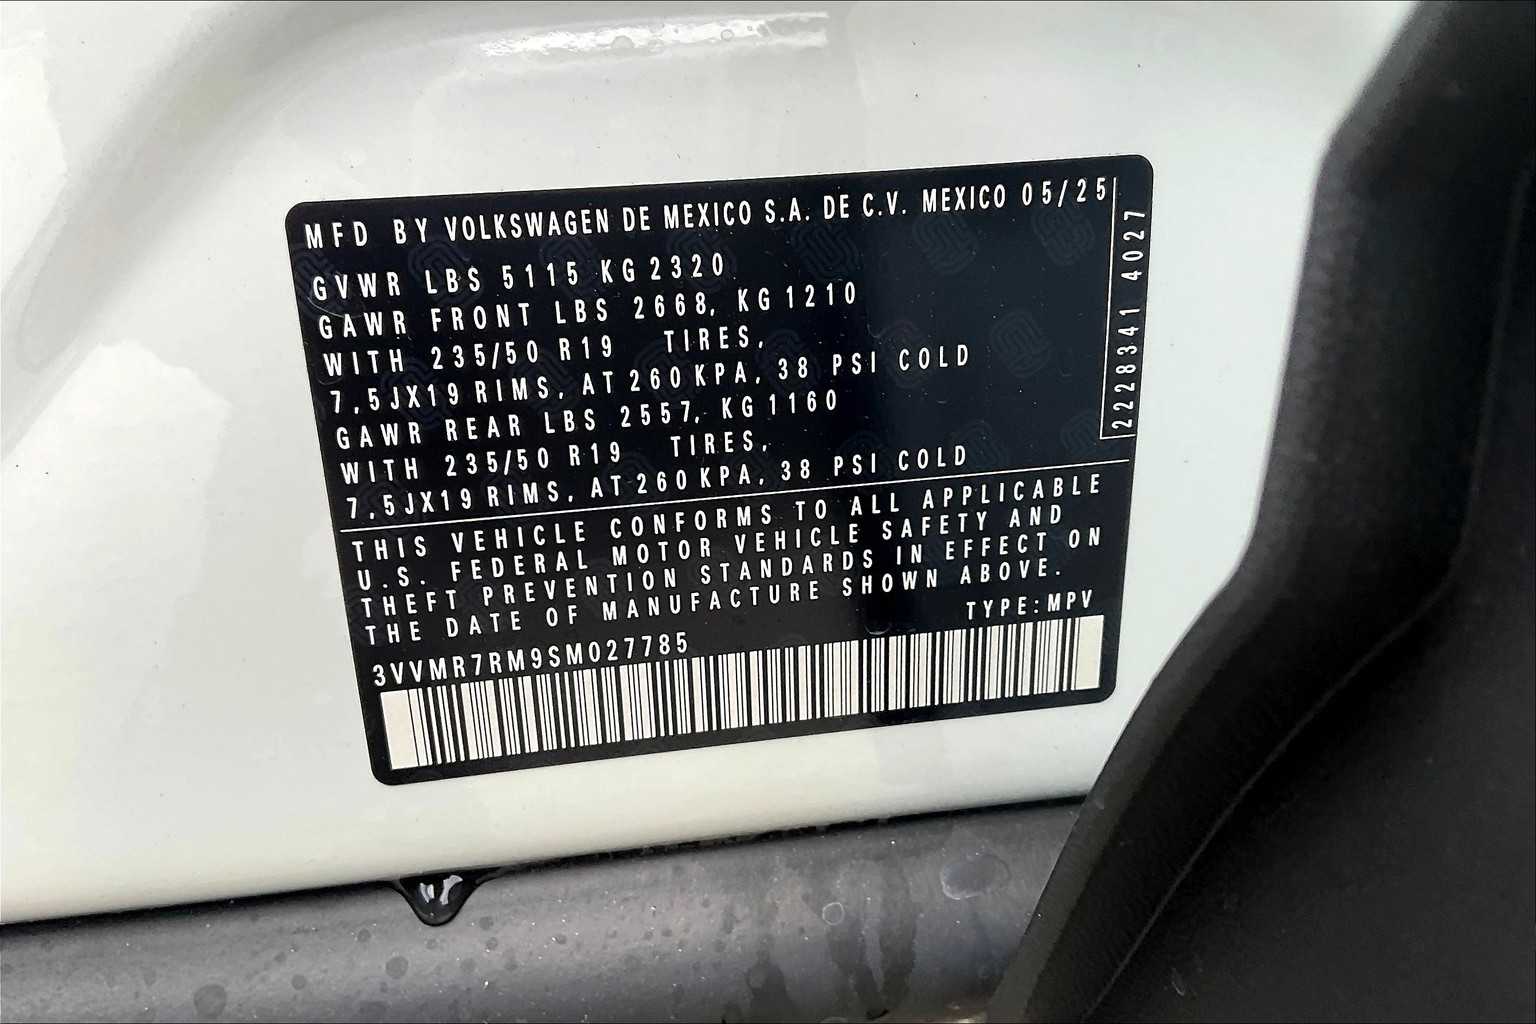 MFD BY VOLKSWAGEN DE MEXICO S.A. DE C.V. MEXICO 05/25
GVWR LBS 5115 KG 2320
GAWR FRONT LBS 2668, KG 1210
WITH 235/50 R19 TIRES,
7,5JX19 RIMS, AT 260 KPA, 38 PSI COLD
GAWR REAR LBS 2557, KG 1160
WITH 235/50 R19 TIRES,
7,5JX19 RIMS, AT 260 KPA, 38 PSI COLD
2228341 4027
THIS VEHICLE CONFORMS TO ALL APPLICABLE
U.S. FEDERAL MOTOR VEHICLE SAFETY AND
THEFT PREVENTION STANDARDS IN EFFECT ON
THE DATE OF MANUFACTURE SHOWN ABOVE.
TYPE:MPV
3VVMR7RM9SM027785